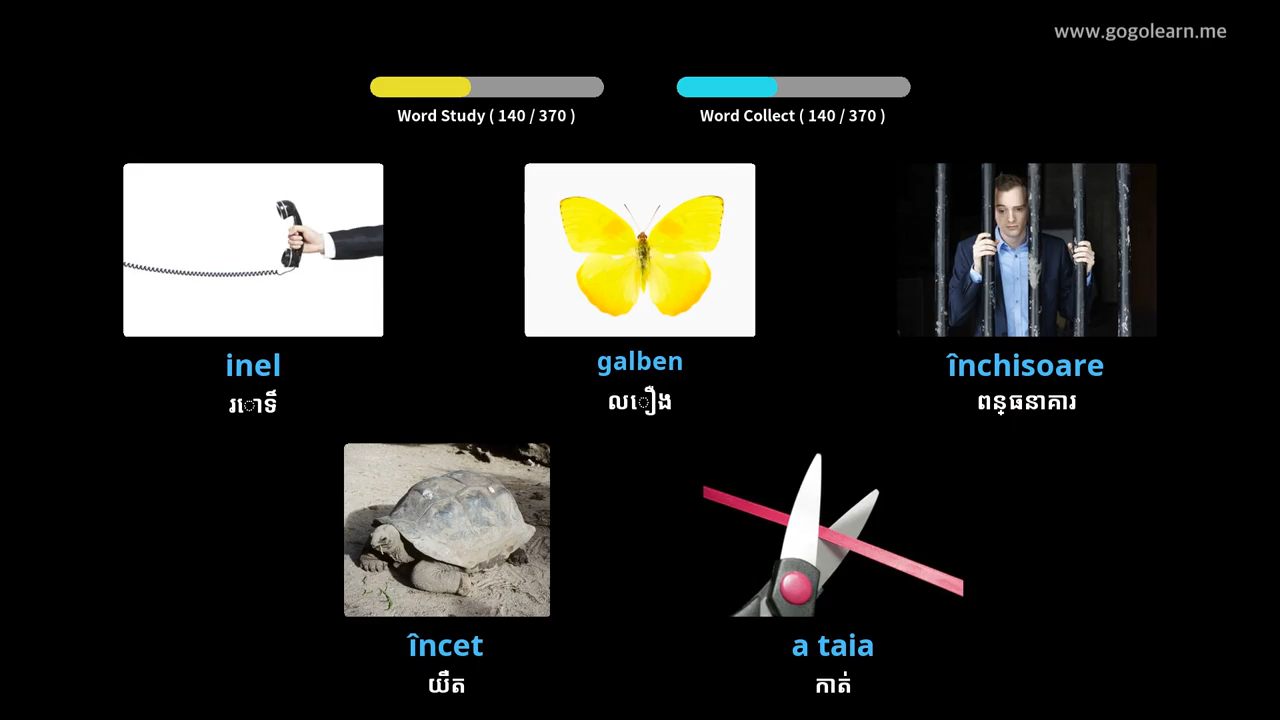 www.gogolearn.me
Word Study ( 140 / 370 )
Word Collect ( 140 / 370 )
inel
រោទ៍
galben
លឿង
închisoare
ពន្ធនាគារ
încet
យឺត
a taia
កាត់